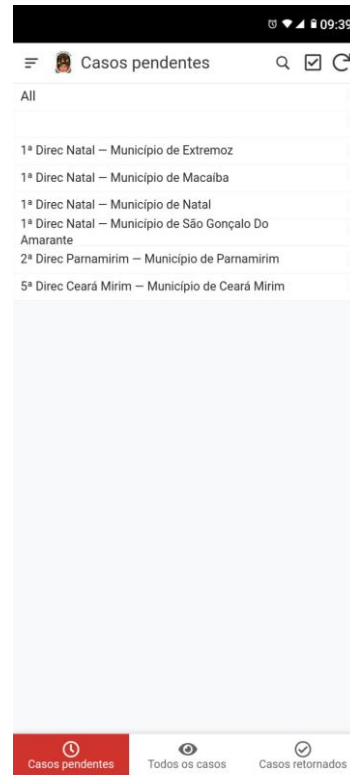 09:39
Casos pendentes
All
1ª Direc Natal — Município de Extremoz
1ª Direc Natal — Município de Macaíba
1ª Direc Natal — Município de Natal
1ª Direc Natal — Município de São Gonçalo Do
Amarante
2ª Direc Parnamirim — Município de Parnamirim
5ª Direc Ceará Mirim — Município de Ceará Mirim
Casos pendentes Todos os casos Casos retornados